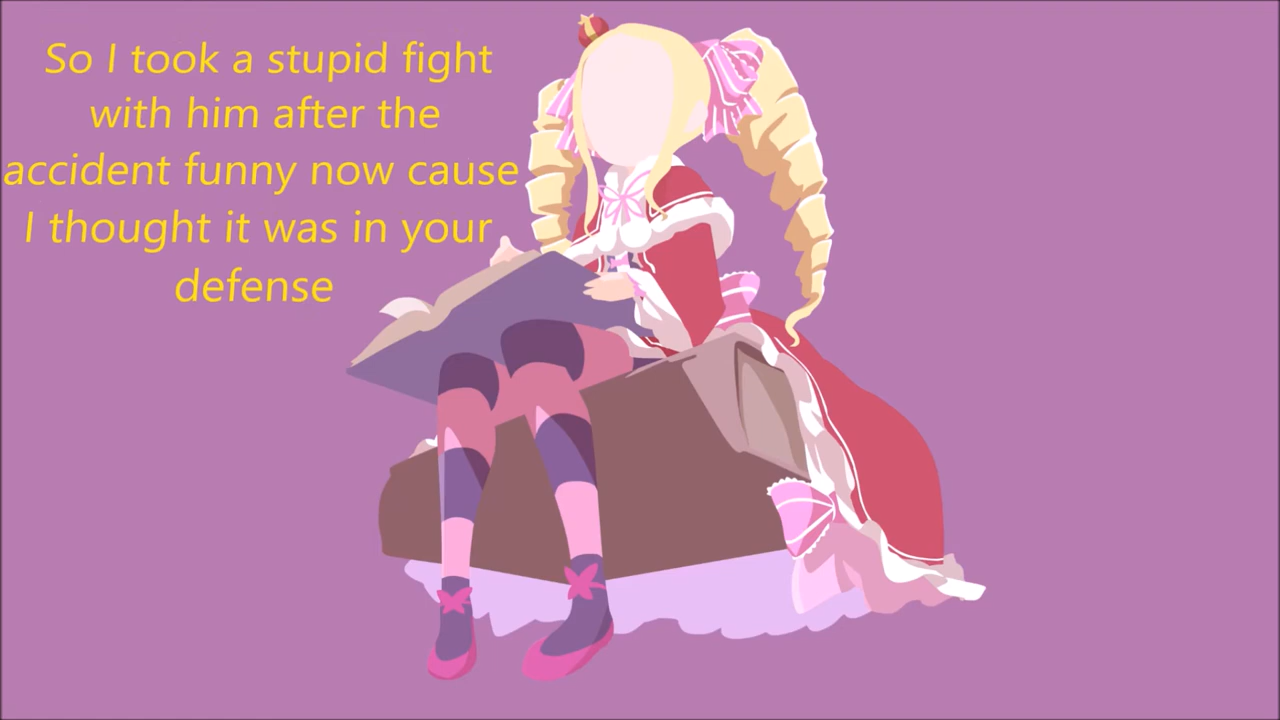 So I took a stupid fight
with him after the
accident funny now cause
I thought it was in your
defense